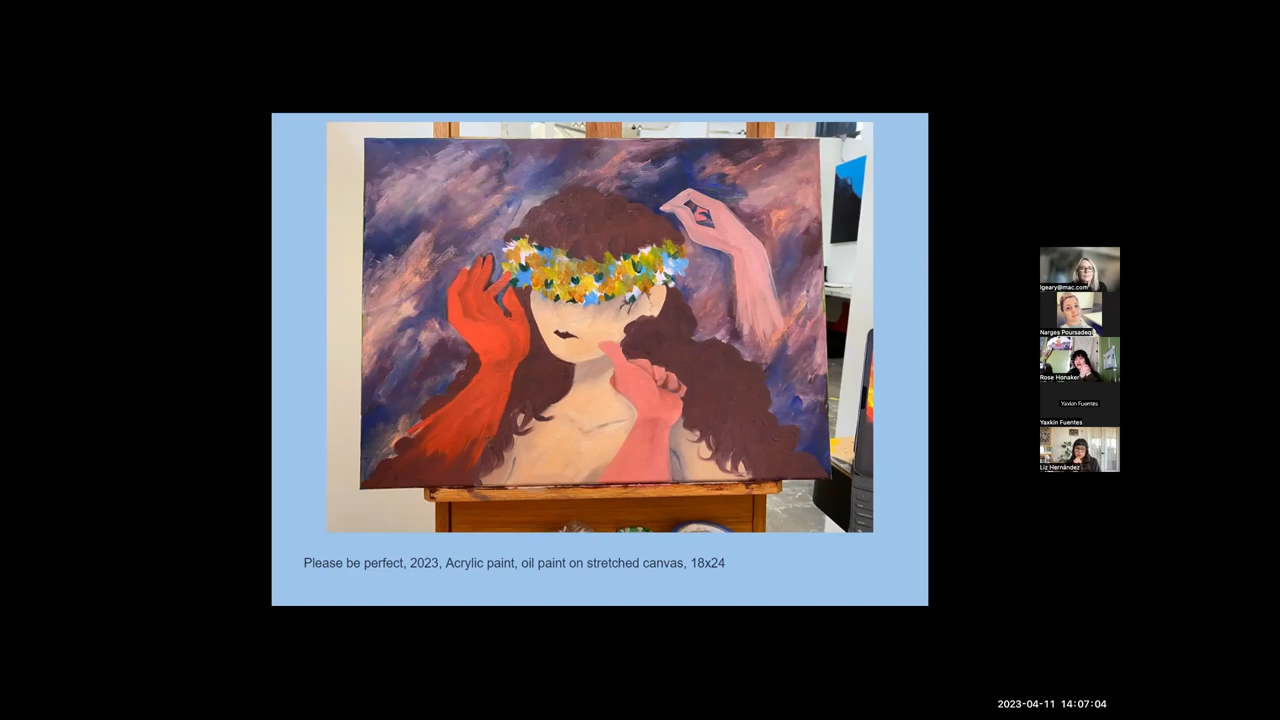 Please be perfect, 2023, Acrylic paint, oil paint on stretched canvas, 18x24
lgeary@mac.com
Narges Poursadeqi
Rose Honaker
Yaxkin Fuentes
Yaxkin Fuentes
Liz Hernández
2023-04-11 14:07:04